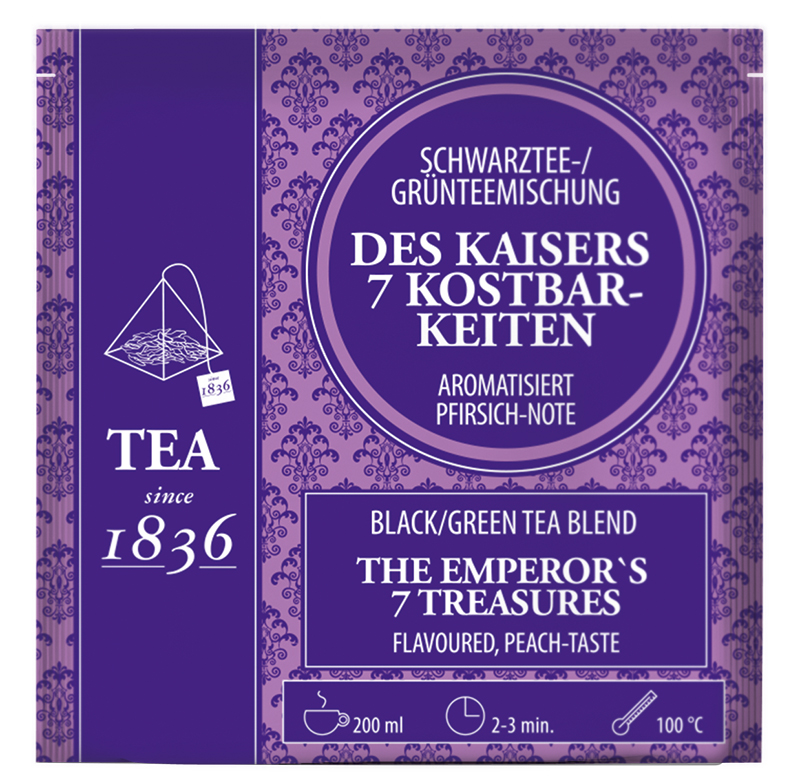 SCHWARZTEE-/
GRÜNTEEMISCHUNG
DES KAISERS
7 KOSTBAR-
KEITEN
AROMATISIERT
PFIRSICH-NOTE
since
1836
TEA
since
1836
BLACK/GREEN TEA BLEND
THE EMPEROR`S
7 TREASURES
FLAVOURED, PEACH-TASTE
200 ml
2-3 min.
100 °C